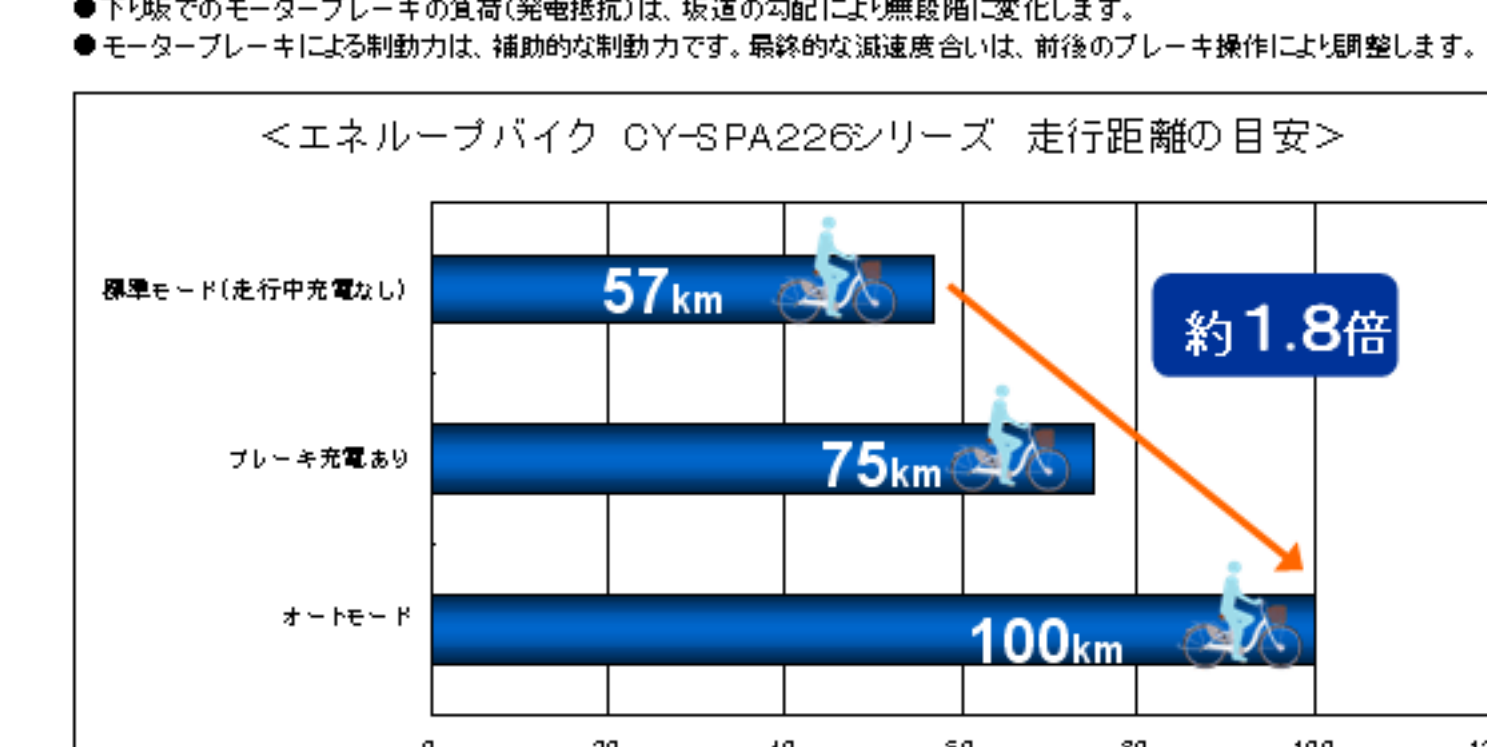 ●下り坂でのモーターブレーキの負荷(発電抵抗)は、坂道の勾配により無段階に変化します。
●モーターブレーキによる制動力は、補助的な制動力です。最終的な減速度合いは、前後のブレーキ操作により調整します。
＜エネループバイク CY-SPA226シリーズ 走行距離の目安＞
標準モード(走行中充電なし)
57km
約1.8倍
ブレーキ充電あり
75km
オートモード
100km